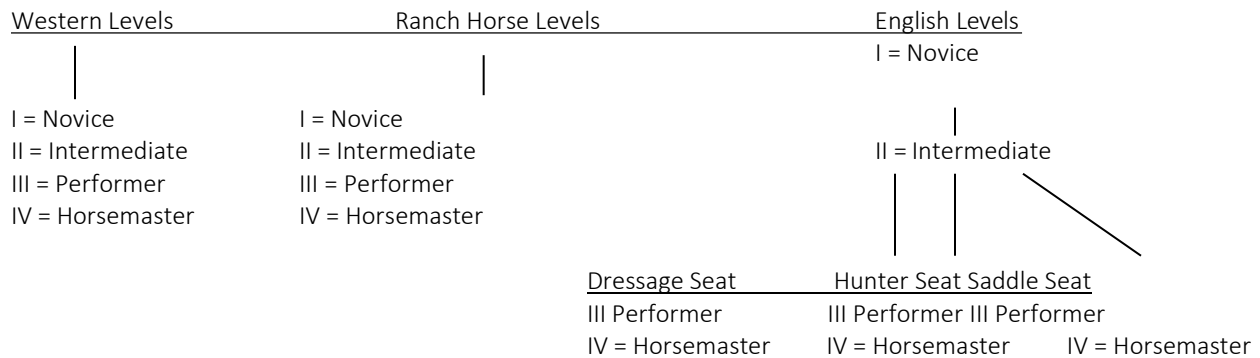 Western Levels Ranch Horse Levels English Levels
I = Novice
I = Novice I = Novice
II = Intermediate II = Intermediate II = Intermediate
III = Performer III = Performer
IV = Horsemaster IV = Horsemaster
Dressage Seat Hunter Seat Saddle Seat
III Performer III Performer III Performer
IV = Horsemaster IV = Horsemaster IV = Horsemaster